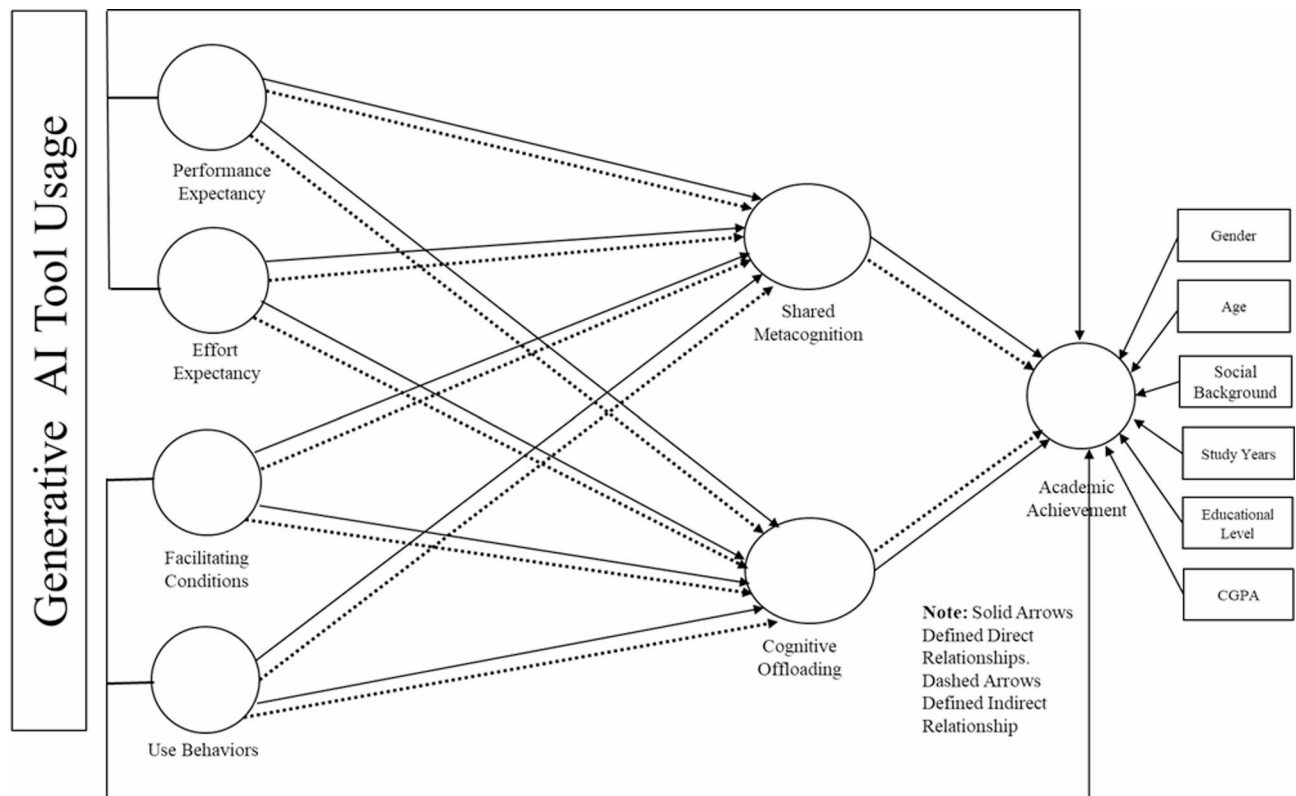 Generative AI Tool Usage
Performance
Expectancy
Effort
Expectancy
Facilitating
Conditions
Use Behaviors
Shared
Metacognition
Cognitive
Offloading
Academic
Achievement
Gender
Age
Social
Background
Study Years
Educational
Level
CGPA
Note: Solid Arrows
Defined Direct
Relationships.
Dashed Arrows
Defined Indirect
Relationship